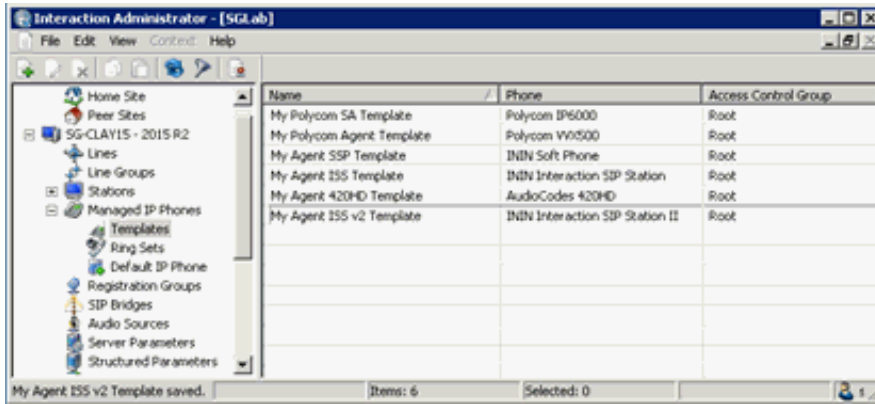 Interaction Administrator - [SGLab]
File Edit View Context Help
Home Site
Peer Sites
SG-CLAY15 - 2015 R2
Lines
Line Groups
Stations
Managed IP Phones
Templates
Ring Sets
Default IP Phone
Registration Groups
SIP Bridges
Audio Sources
Server Parameters
Structured Parameters
Name Phone Access Control Group
My Polycom SA Template Polycom IP6000 Root
My Polycom Agent Template Polycom VVX500 Root
My Agent SSP Template ININ Soft Phone Root
My Agent ISS Template ININ Interaction SIP Station Root
My Agent 420HD Template AudioCodes 420HD Root
My Agent ISS v2 Template ININ Interaction SIP Station II Root
My Agent ISS v2 Template saved. Items: 6 Selected: 0 1